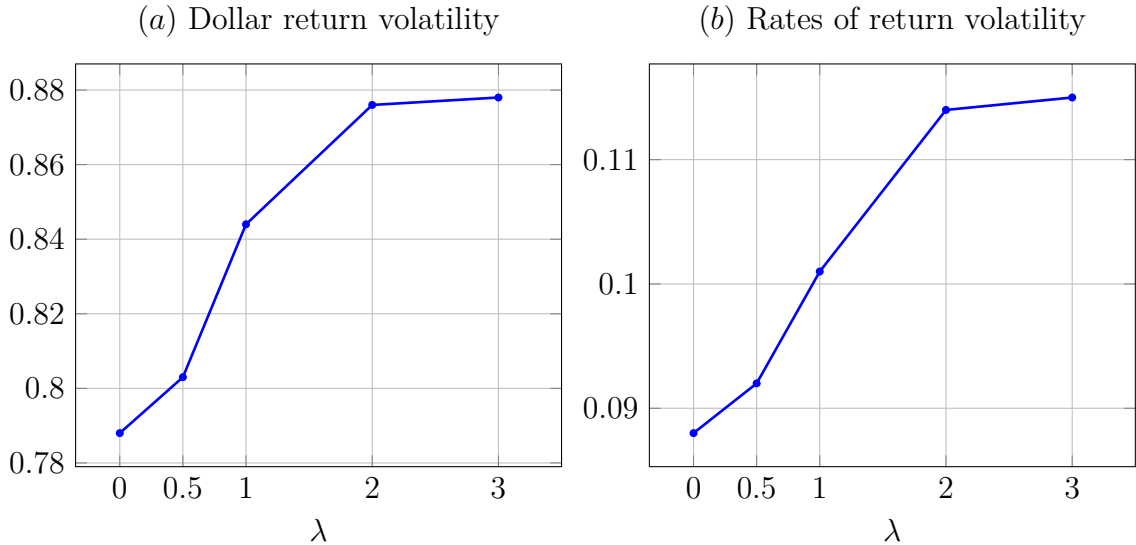 (a) Dollar return volatility
0.88
0.86
0.84
0.82
0.8
0.78
0 0.5 1 2 3
λ
(b) Rates of return volatility
0.11
0.1
0.09
0 0.5 1 2 3
λ